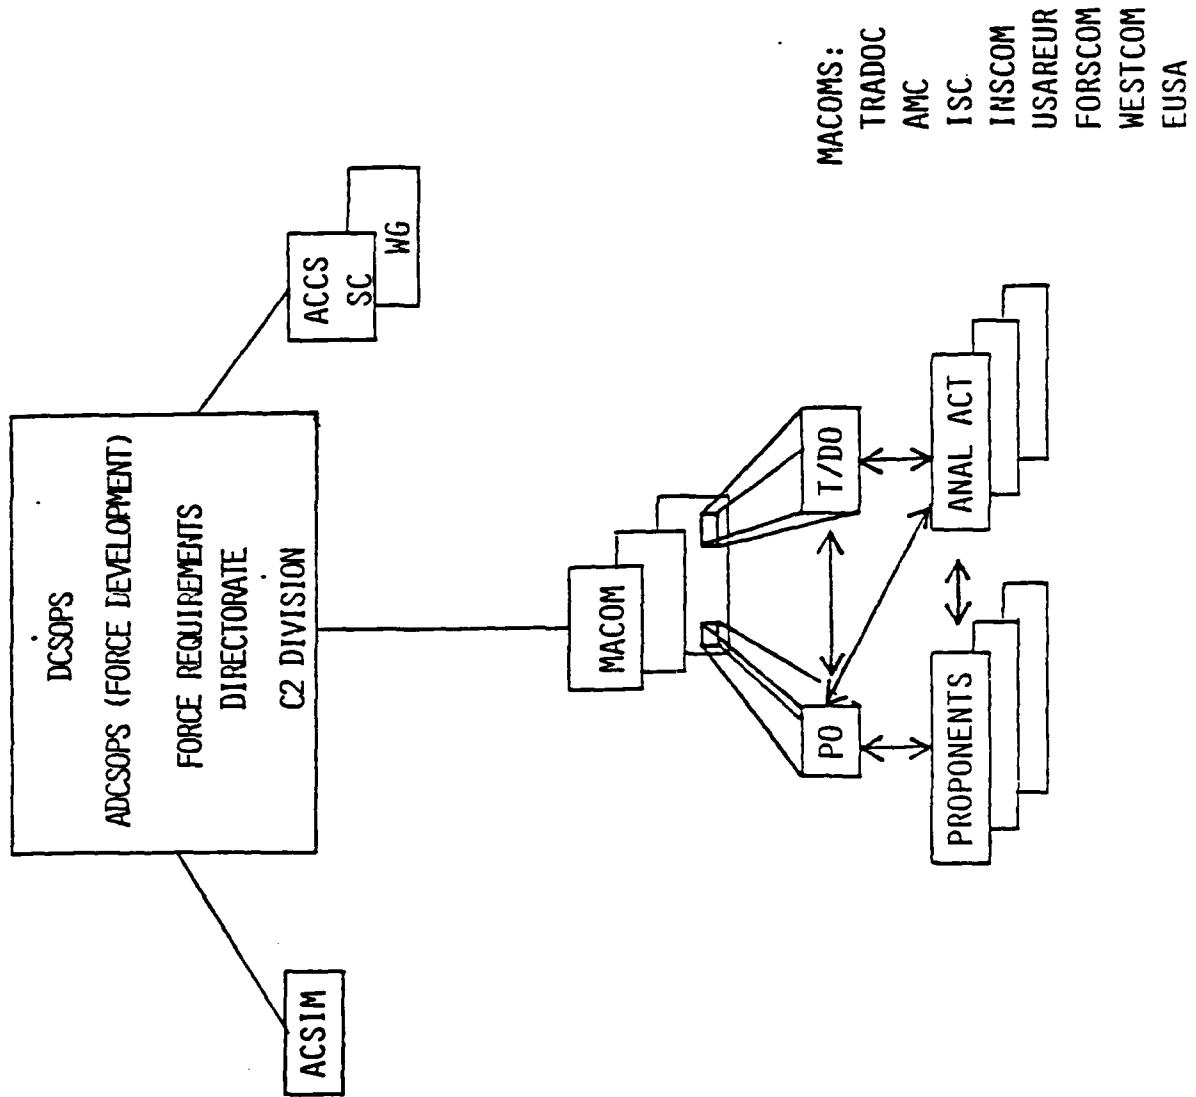 DCSOPS
ADCSOPS (FORCE DEVELOPMENT)
FORCE REQUIREMENTS
DIRECTORATE
C2 DIVISION
ACSIM
ACCS
SC
WG
MACOM
PO
T/DO
PROPONENTS
ANAL ACT
MACOMS:
TRADOC
AMC
ISC
INSCOM
USAREUR
FORSCOM
WESTCOM
EUSA